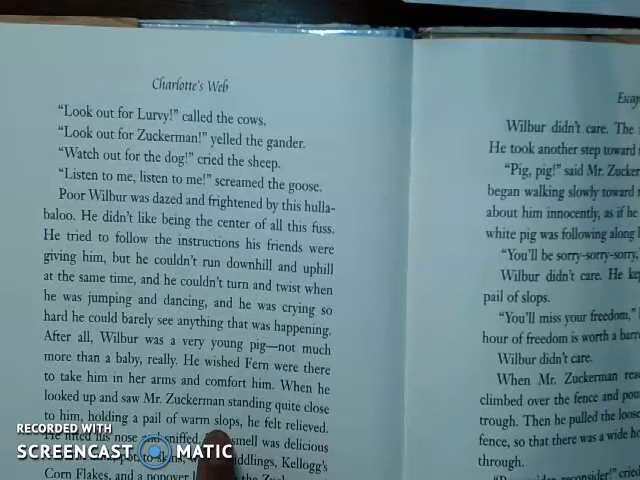 Charlotte's Web
"Look out for Lurvy!" called the cows.
"Look out for Zuckerman!" yelled the gander.
"Watch out for the dog!" cried the sheep.
"Listen to me, listen to me!" screamed the goose.
Poor Wilbur was dazed and frightened by this hulla-
baloo. He didn't like being the center of all this fuss.
He tried to follow the instructions his friends were
giving him, but he couldn't run downhill and uphill
at the same time, and he couldn't turn and twist when
he was jumping and dancing, and he was crying so
hard he could barely see anything that was happening.
After all, Wilbur was a very young pig—not much
more than a baby, really. He wished Fern were there
to take him in her arms and comfort him. When he
looked up and saw Mr. Zuckerman standing quite close
to him, holding a pail of warm slops, he felt relieved.
He lifted his nose and sniffed. smell was delicious
skins, Kellogg's
Corn Flakes, and a popover
Escap
Wilbur didn't care. The
He took another step toward
"Pig, pig!" said Mr. Zucker
began walking slowly toward
about him innocently, as if he
white pig was following along
"You'll be sorry-sorry-sorry,
Wilbur didn't care. He ke
pail of slops.
"You'll miss your freedom,"
hour of freedom is worth a barr
Wilbur didn't care.
When Mr. Zuckerman reac
climbed over the fence and pou
trough. Then he pulled the loose
fence, so that there was a wide ho
through.
reconsider!" cried
RECORDED WITH
SCREENCAST MATIC